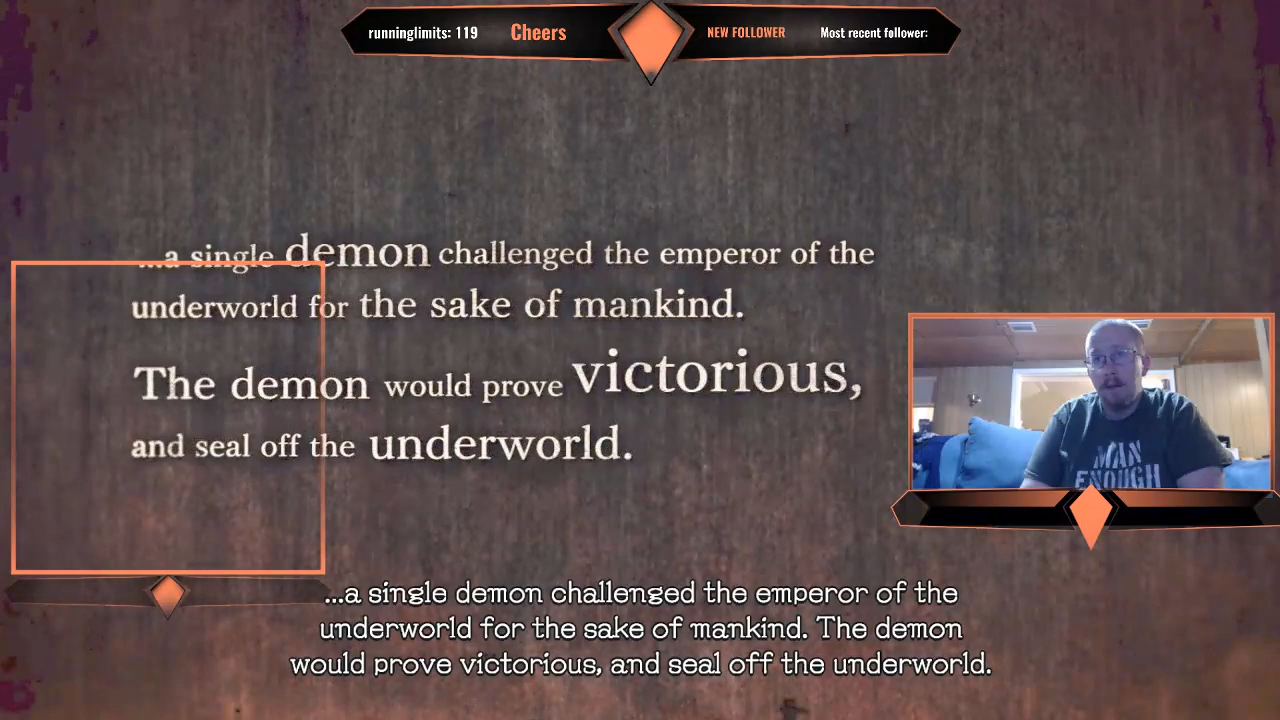 runninglimits: 119 Cheers NEW FOLLOWER Most recent follower:
...a single demon challenged the emperor of the
underworld for the sake of mankind.
The demon would prove victorious,
and seal off the underworld.
MAN
ENOUGH
...a single demon challenged the emperor of the
underworld for the sake of mankind. The demon
would prove victorious, and seal off the underworld.